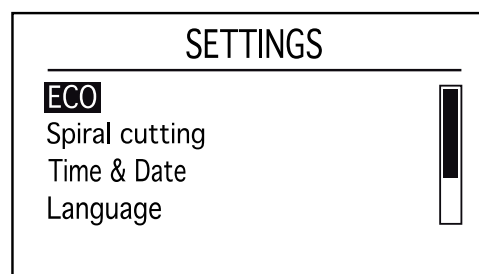 SETTINGS
ECO
Spiral cutting
Time & Date
Language